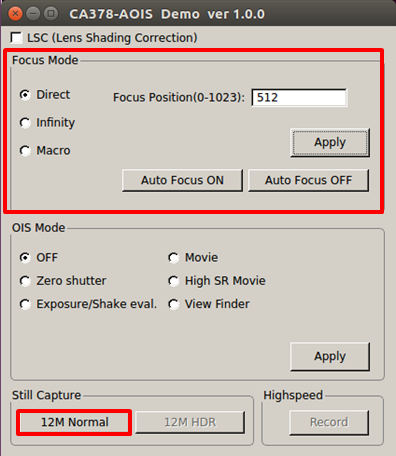 CA378-AOIS Demo ver 1.0.0
LSC (Lens Shading Correction)
Focus Mode
Direct
Focus Position(0-1023): 512
Infinity
Macro
Apply
Auto Focus ON Auto Focus OFF
OIS Mode
OFF Movie
Zero shutter High SR Movie
Exposure/Shake eval. View Finder
Apply
Still Capture Highspeed
12M Normal 12M HDR Record